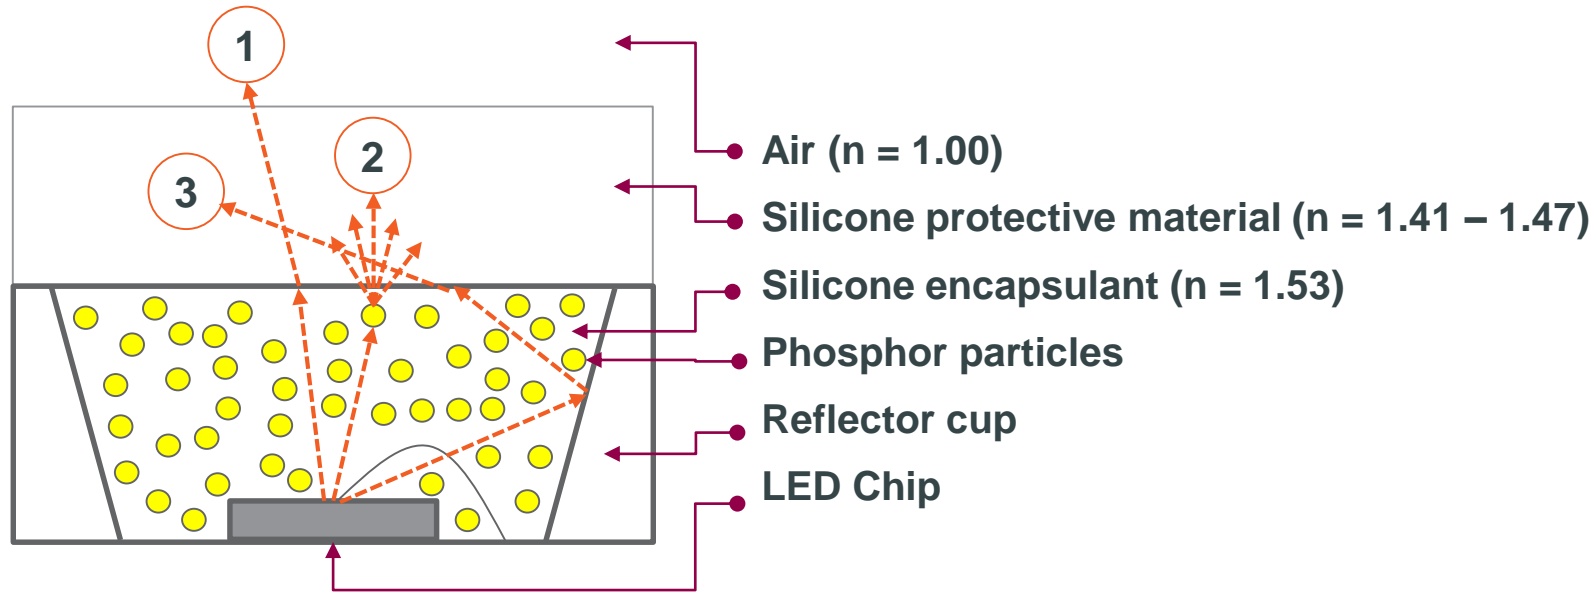 1
2
3
Air (n = 1.00)
Silicone protective material (n = 1.41 – 1.47)
Silicone encapsulant (n = 1.53)
Phosphor particles
Reflector cup
LED Chip